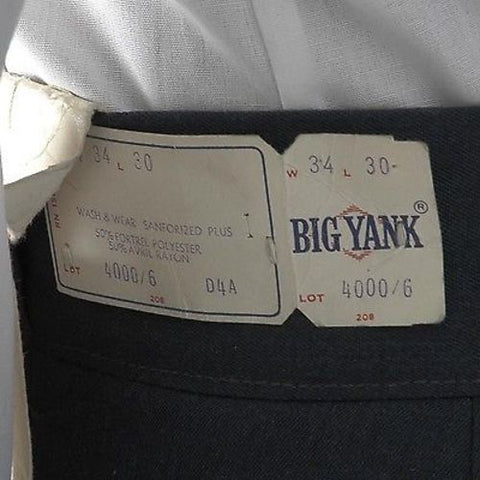 34 L 30
WASH & WEAR SANFORIZED PLUS I
50% FORTREL POLYESTER
50% AVRIL RAYON
LOT 4000/6 D4A
208
RN
W 34 L 30-
BIG YANK ®
LOT 4000/6
208